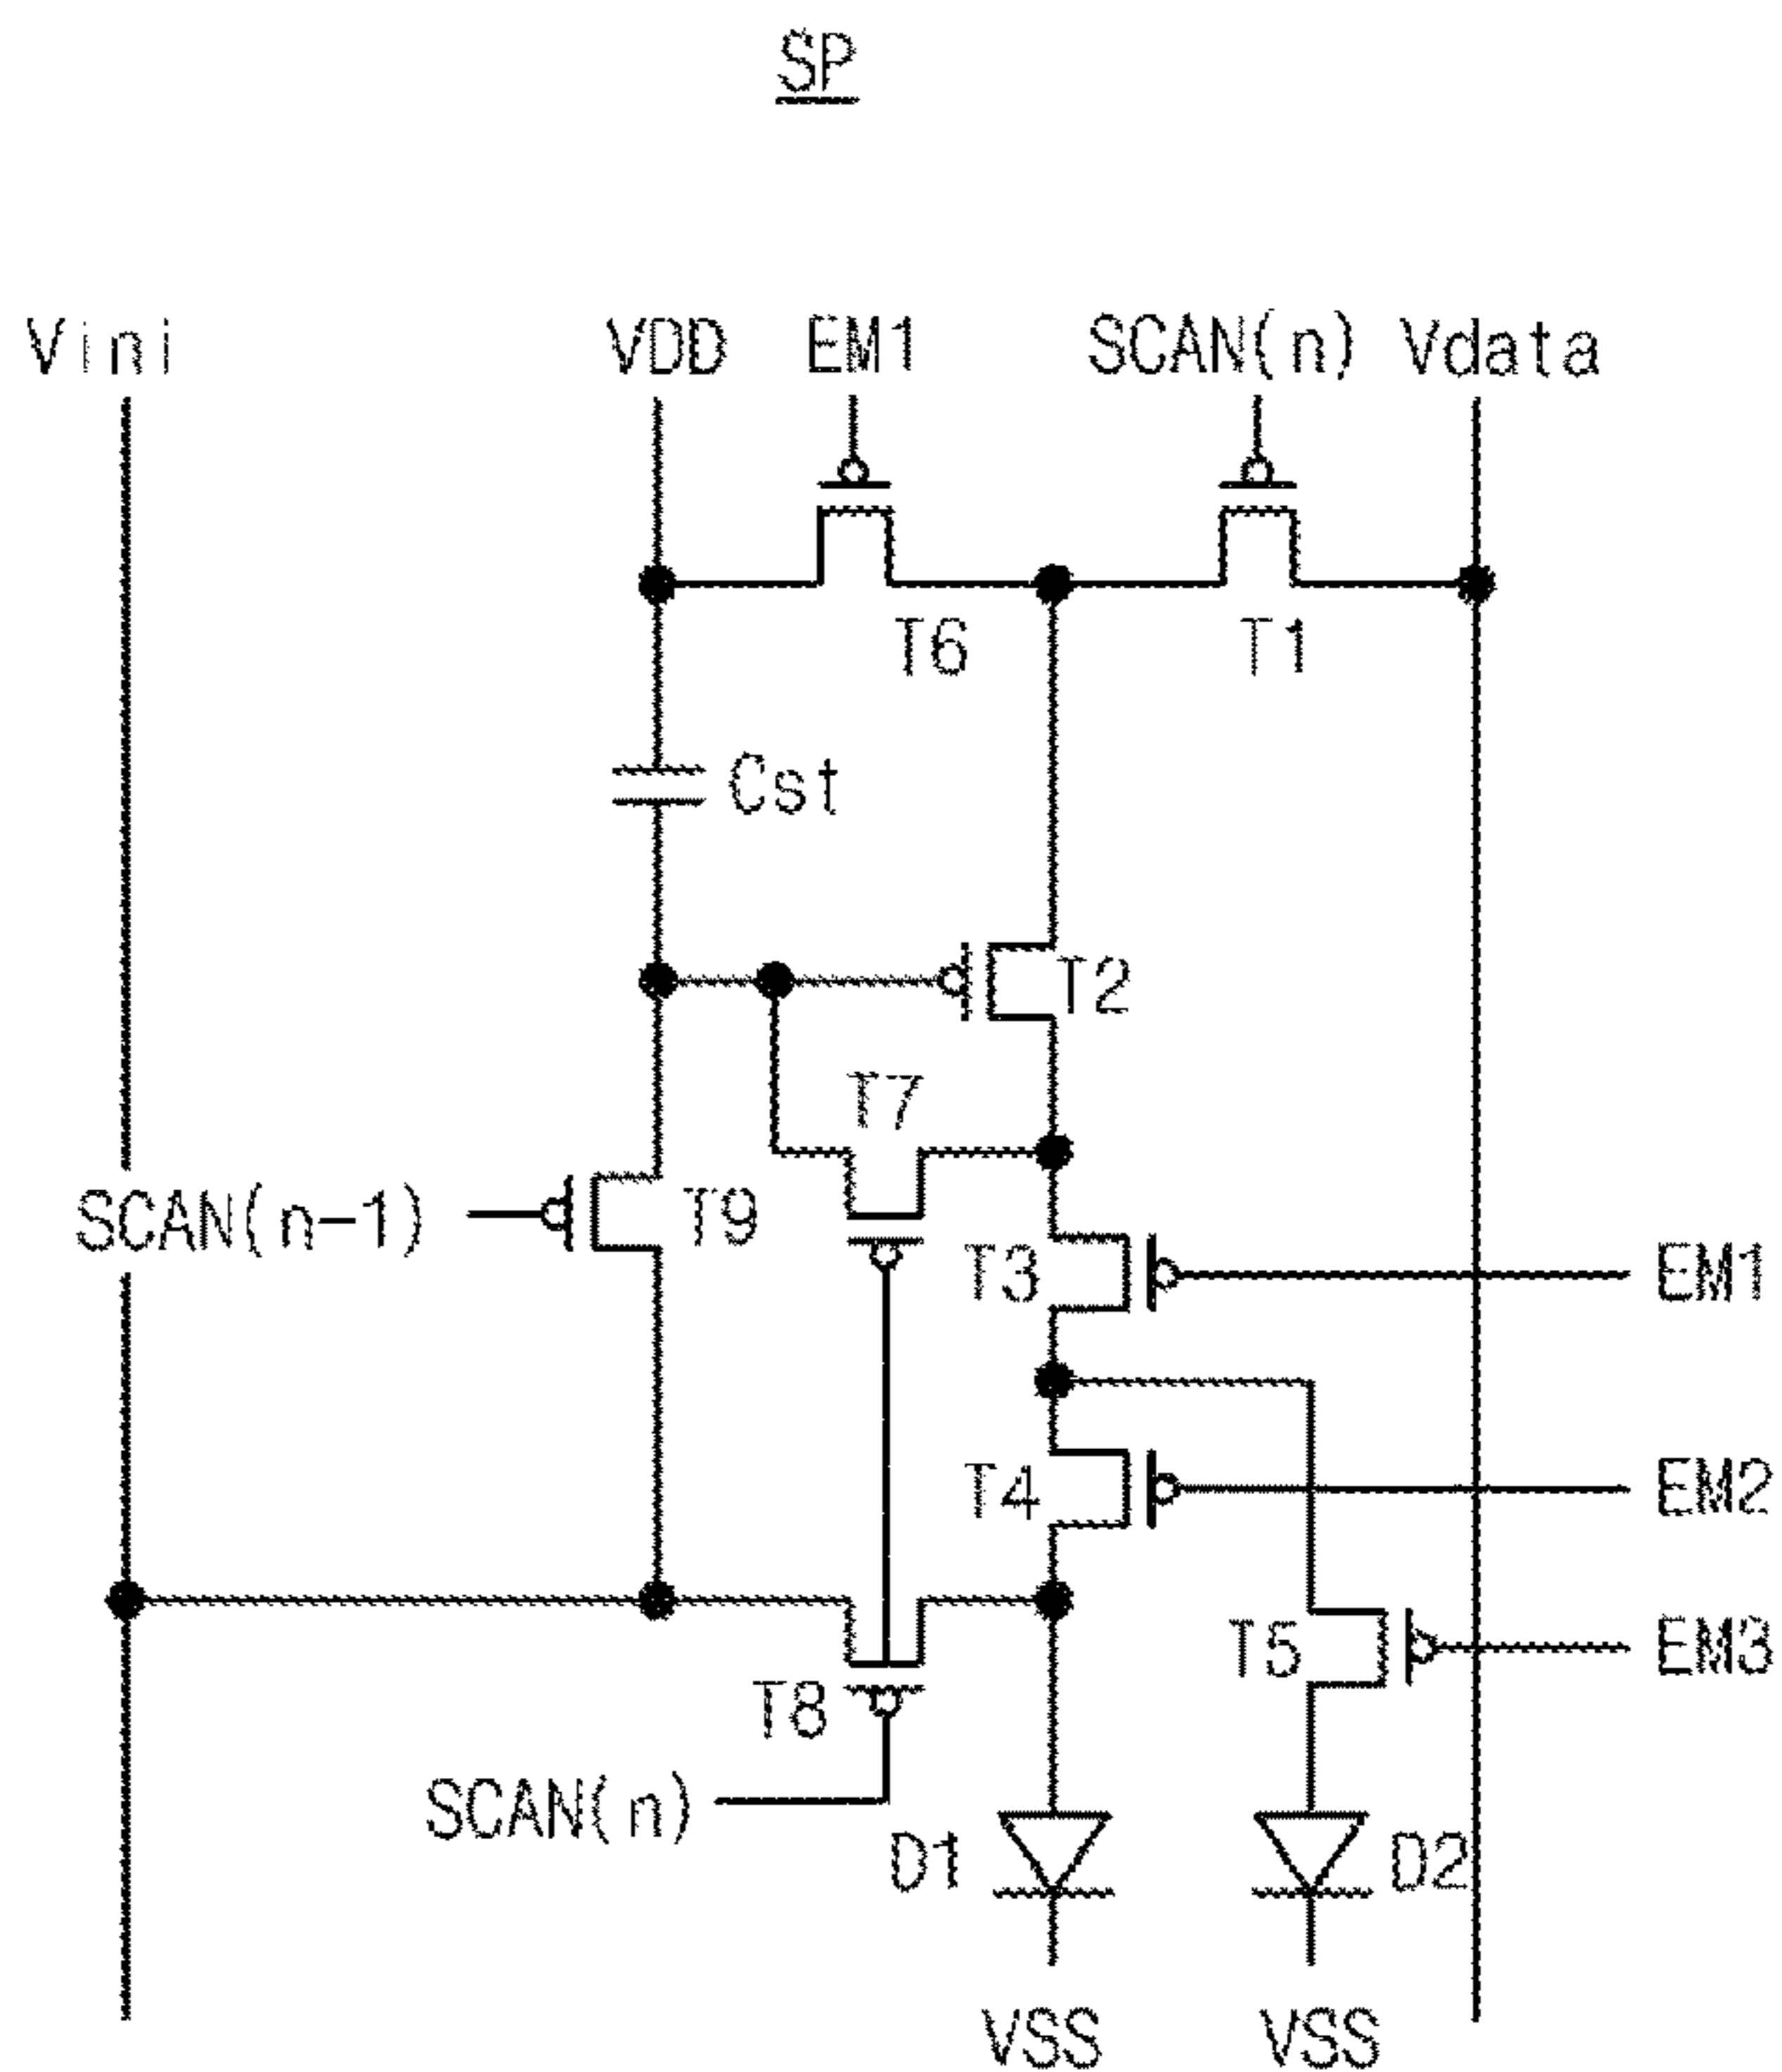 SP
Vini
VDD
EM1
SCAN(n)
Vdata
T6
T1
Cst
T2
T7
SCAN(n-1)
T9
T3
EM1
T4
EM2
T5
EM3
T8
SCAN(n)
D1
D2
VSS
VSS